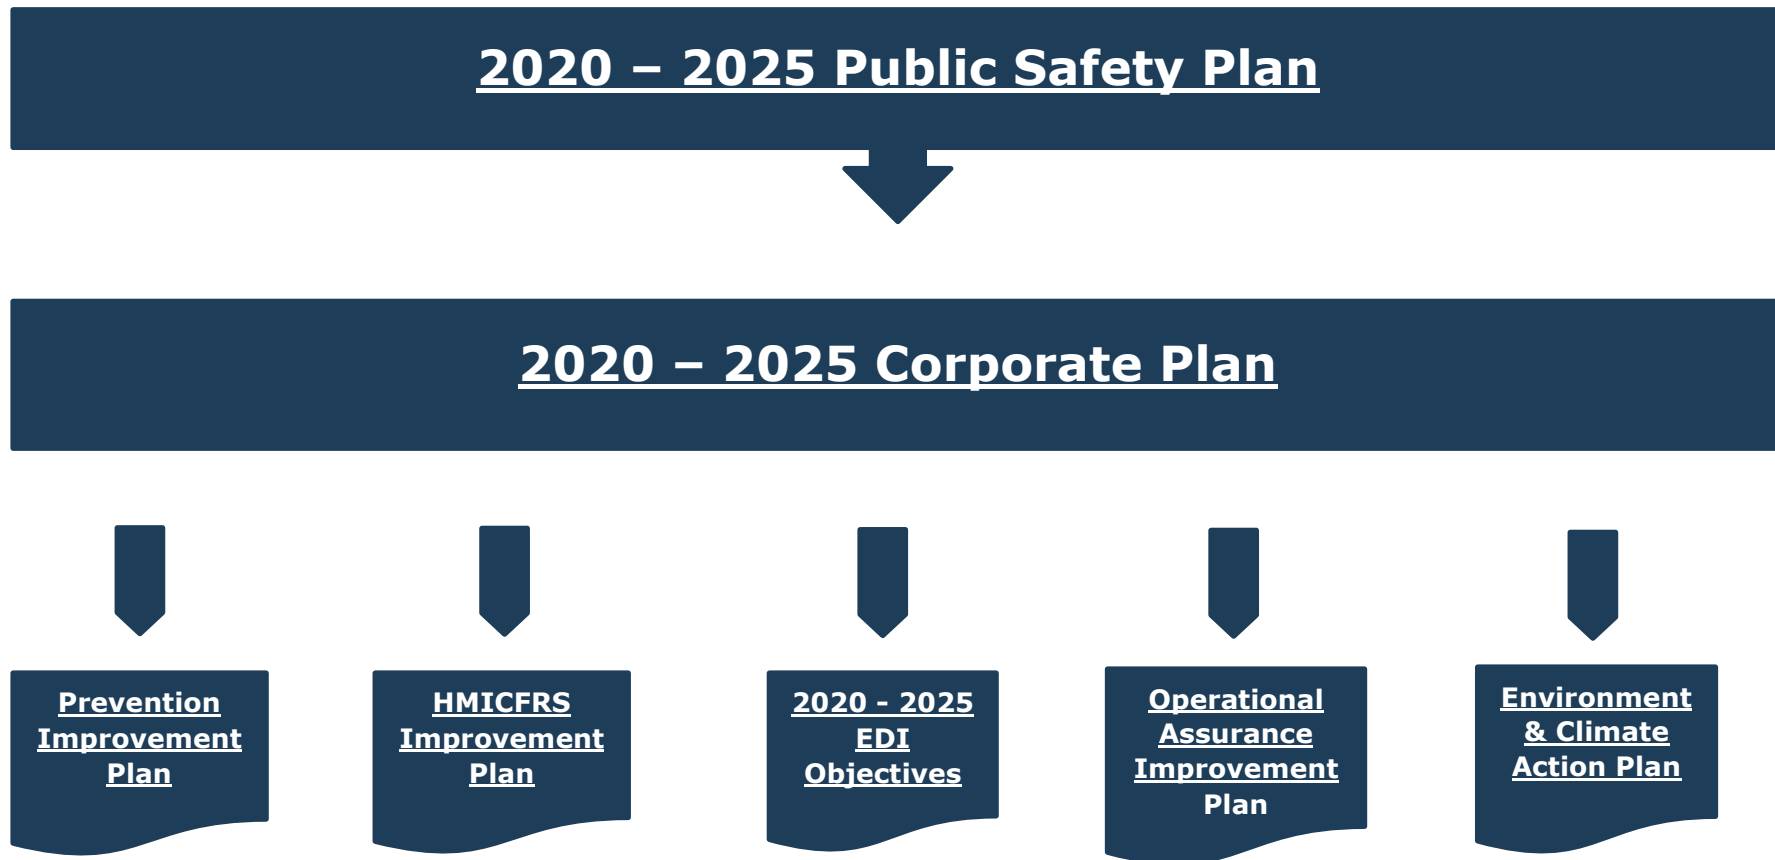 2020 – 2025 Public Safety Plan
2020 – 2025 Corporate Plan
Prevention
Improvement
Plan
HMICFRS
Improvement
Plan
2020 – 2025
EDI
Objectives
Operational
Assurance
Improvement
Plan
Environment
& Climate
Action Plan